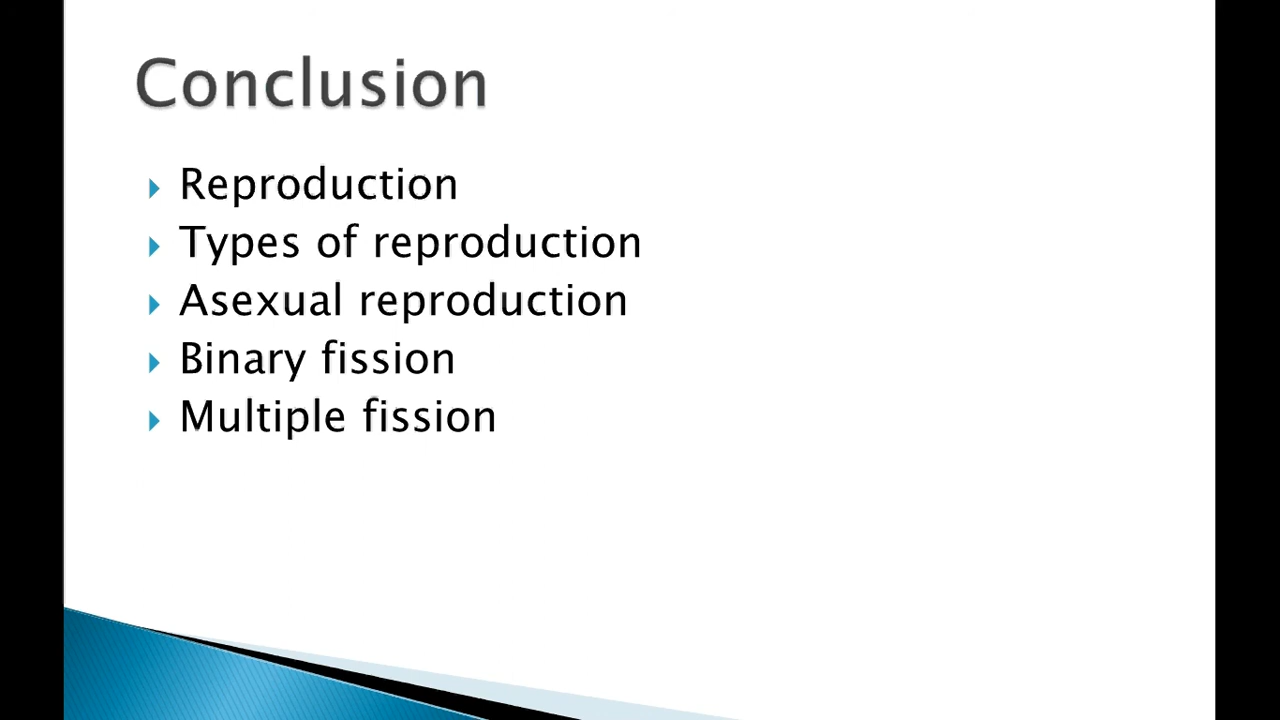 Conclusion
Reproduction
Types of reproduction
Asexual reproduction
Binary fission
Multiple fission